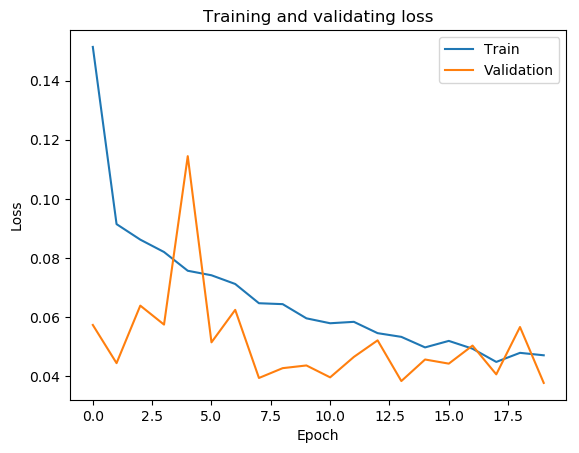 Training and validating loss
Train
Validation
0.14
0.12
0.10
0.08
0.06
0.04
Loss
0.0 2.5 5.0 7.5 10.0 12.5 15.0 17.5
Epoch